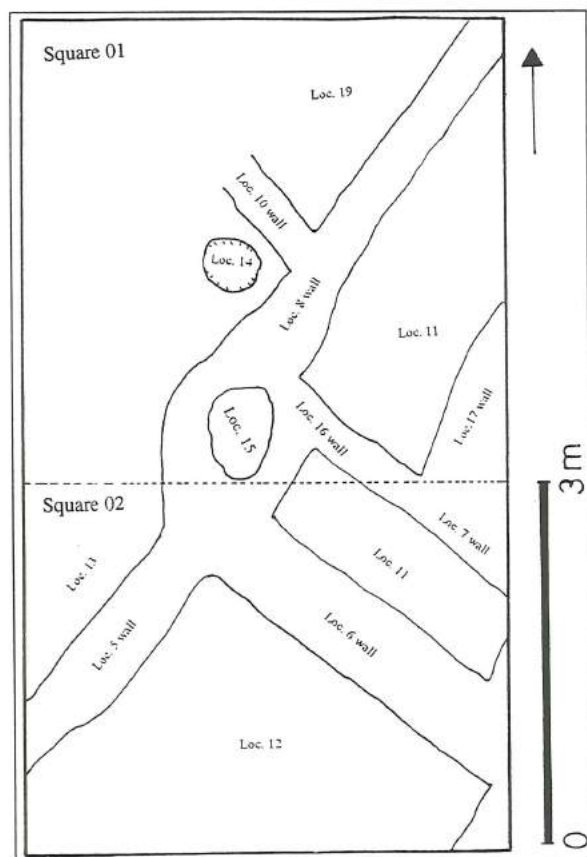 Square 01
Loc. 19
Loc. 10 wall
Loc. 14
Loc. 8 wall
Loc. 11
Loc. 15
Loc. 16 wall
Loc.17 wall
3 m
Square 02
Loc. 7 wall
Loc. 13
Loc. 11
Loc. 5 wall
Loc. 6 wall
Loc. 12
0